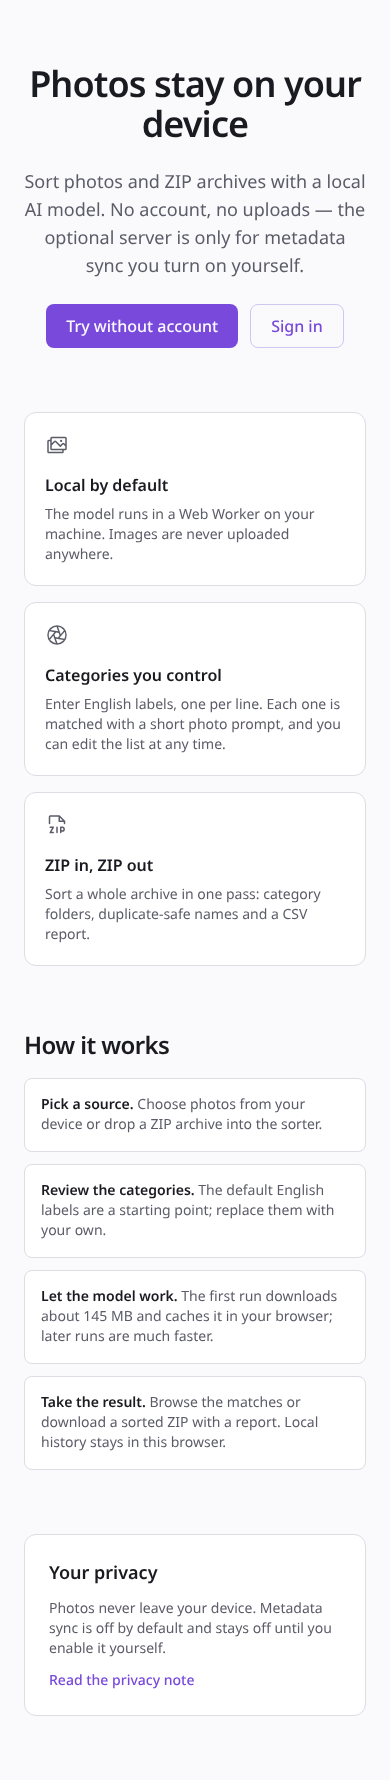 Photos stay on your
device
Sort photos and ZIP archives with a local
AI model. No account, no uploads — the
optional server is only for metadata
sync you turn on yourself.
Try without account
Sign in
Local by default
The model runs in a Web Worker on your
machine. Images are never uploaded
anywhere.
Categories you control
Enter English labels, one per line. Each one is
matched with a short photo prompt, and you
can edit the list at any time.
ZIP
ZIP in, ZIP out
Sort a whole archive in one pass: category
folders, duplicate-safe names and a CSV
report.
How it works
Pick a source. Choose photos from your
device or drop a ZIP archive into the sorter.
Review the categories. The default English
labels are a starting point; replace them with
your own.
Let the model work. The first run downloads
about 145 MB and caches it in your browser;
later runs are much faster.
Take the result. Browse the matches or
download a sorted ZIP with a report. Local
history stays in this browser.
Your privacy
Photos never leave your device. Metadata
sync is off by default and stays off until you
enable it yourself.
Read the privacy note